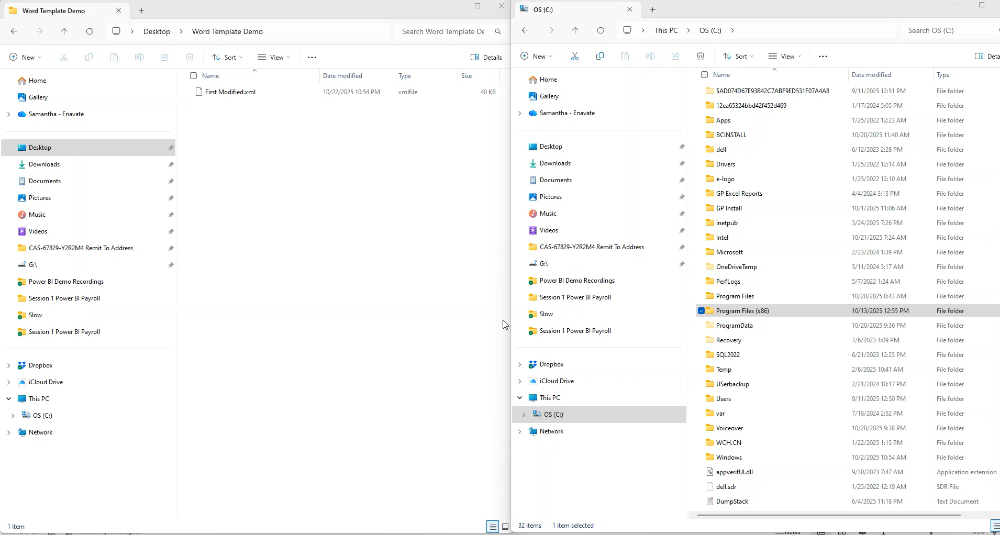 Word Template Demo
Desktop > Word Template Demo
Search Word Template De
New
Sort
View
Details
Home
Gallery
Samantha - Enavate
Desktop
Downloads
Documents
Pictures
Music
Videos
CAS-67829-Y2R2M4 Remit To Address
G:\
Power BI Demo Recordings
Session 1 Power BI Payroll
Slow
Session 1 Power BI Payroll
Dropbox
iCloud Drive
This PC
OS (C:)
Network
Name Date modified Type Size
First Modified.xml 10/22/2025 10:54 PM xmlfile 40 KB
1 item
OS (C:)
This PC > OS (C:) >
Search OS (C:)
New
Sort
View
Deta
Home
Gallery
Samantha - Enavate
Desktop
Downloads
Documents
Pictures
Music
Videos
CAS-67829-Y2R2M4 Remit To Address
G:\
Power BI Demo Recordings
Session 1 Power BI Payroll
Slow
Session 1 Power BI Payroll
Dropbox
iCloud Drive
This PC
OS (C:)
Network
Name Date modified Type
$AD074D67E93B42C7ABF9ED531F07A4A8 9/11/2025 12:51 PM File folder
12ea65324bbd42f452d469 1/17/2024 5:05 PM File folder
Apps 1/25/2022 12:23 AM File folder
BCINSTALL 10/20/2025 11:40 AM File folder
dell 6/12/2023 2:28 PM File folder
Drivers 1/25/2022 12:14 AM File folder
e-logo 1/25/2022 12:10 AM File folder
GP Excel Reports 4/4/2024 3:13 PM File folder
GP Install 10/1/2025 11:06 AM File folder
inetpub 3/24/2025 7:26 PM File folder
Intel 10/21/2025 7:24 AM File folder
Microsoft 2/23/2024 1:39 PM File folder
OneDriveTemp 5/11/2024 3:17 AM File folder
PerfLogs 5/7/2022 1:24 AM File folder
Program Files 10/20/2025 8:43 AM File folder
Program Files (x86) 10/13/2025 12:55 PM File folder
ProgramData 10/20/2025 9:36 PM File folder
Recovery 7/6/2023 4:09 PM File folder
SQL2022 6/21/2023 12:25 PM File folder
Temp 2/6/2025 10:41 AM File folder
USerbackup 2/21/2024 10:17 PM File folder
Users 9/11/2025 12:50 PM File folder
var 7/18/2024 2:52 PM File folder
Voiceover 10/20/2025 9:38 PM File folder
WCH.CN 1/22/2025 1:15 PM File folder
Windows 10/2/2025 10:54 AM File folder
appverifUI.dll 9/30/2023 7:47 AM Application extension
dell.sdr 1/25/2022 12:19 AM SDR File
DumpStack 6/4/2025 11:18 PM Text Document
32 items 1 item selected